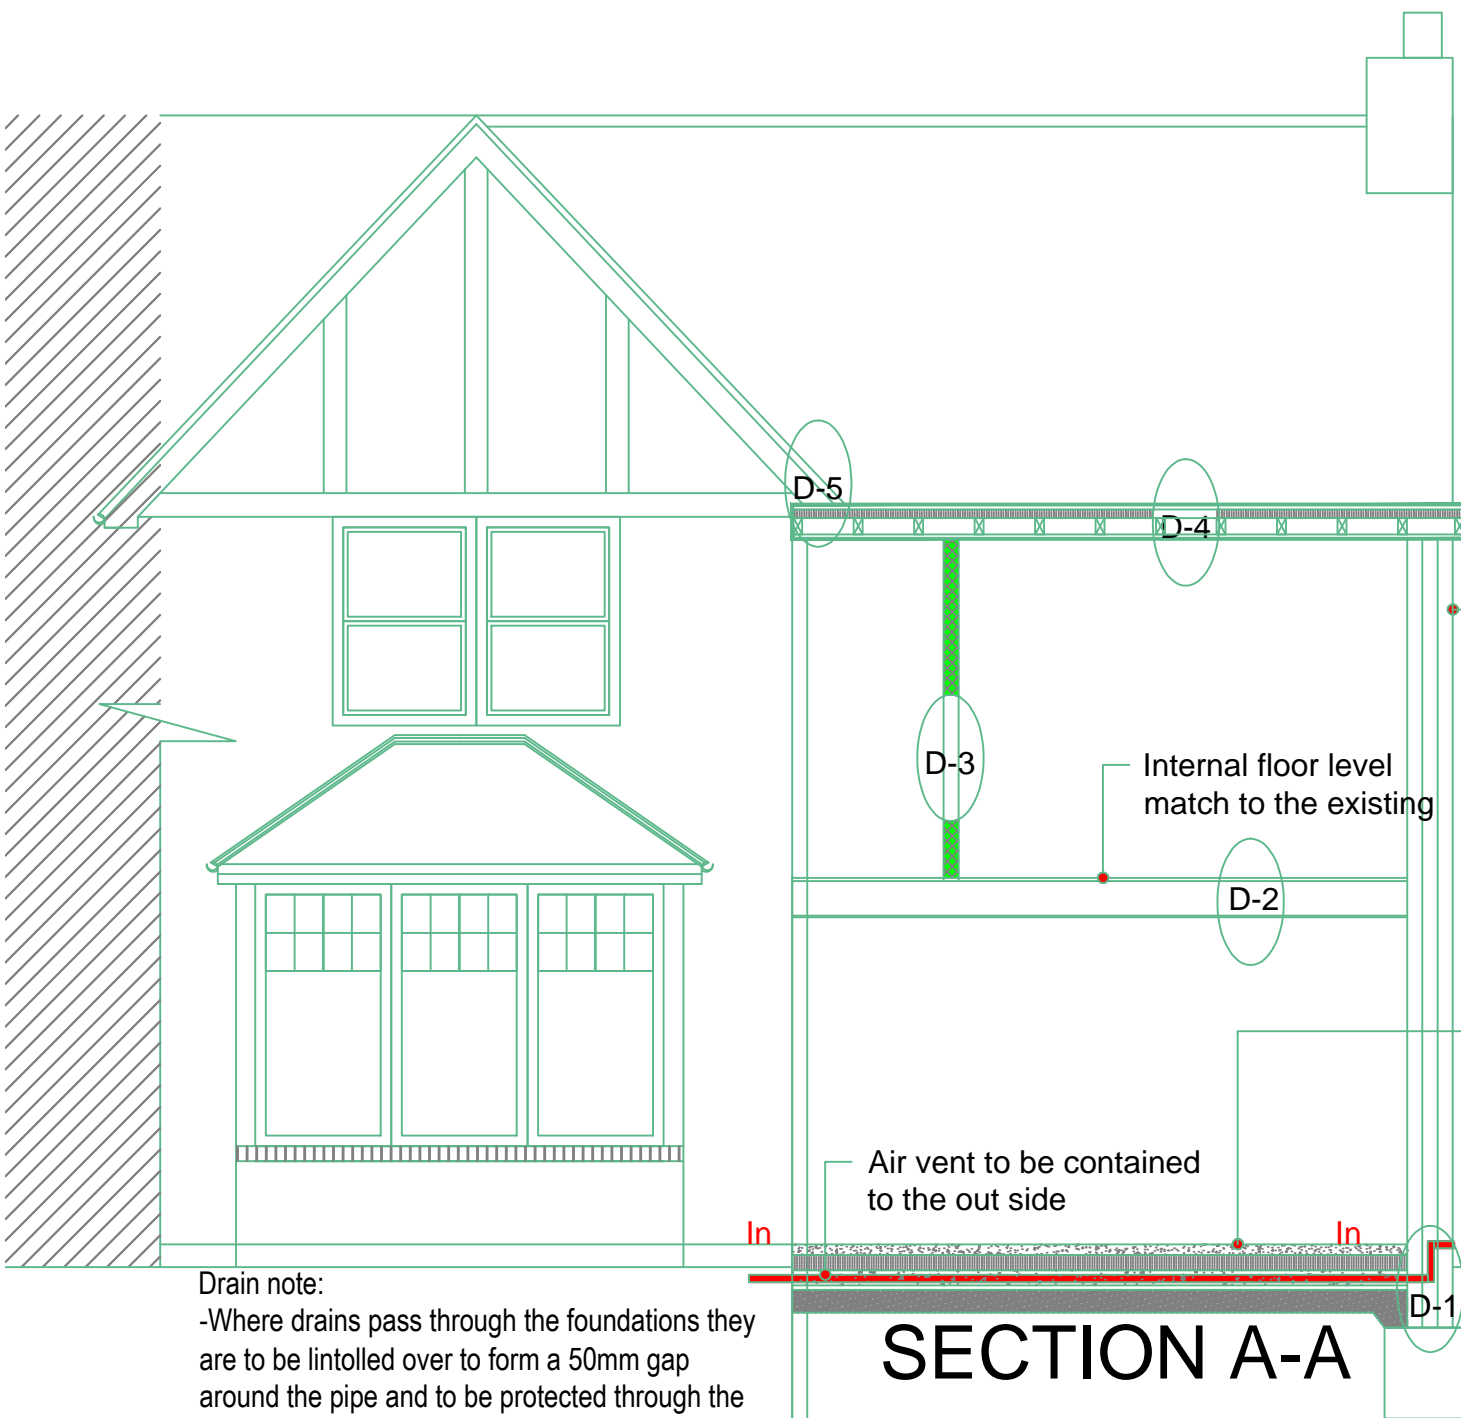 D-5
D-4
D-3
Internal floor level
match to the existing
D-2
Air vent to be contained
to the out side
In
In
D-1
Drain note:
-Where drains pass through the foundations they
are to be lintolled over to form a 50mm gap
around the pipe and to be protected through the
SECTION A-A